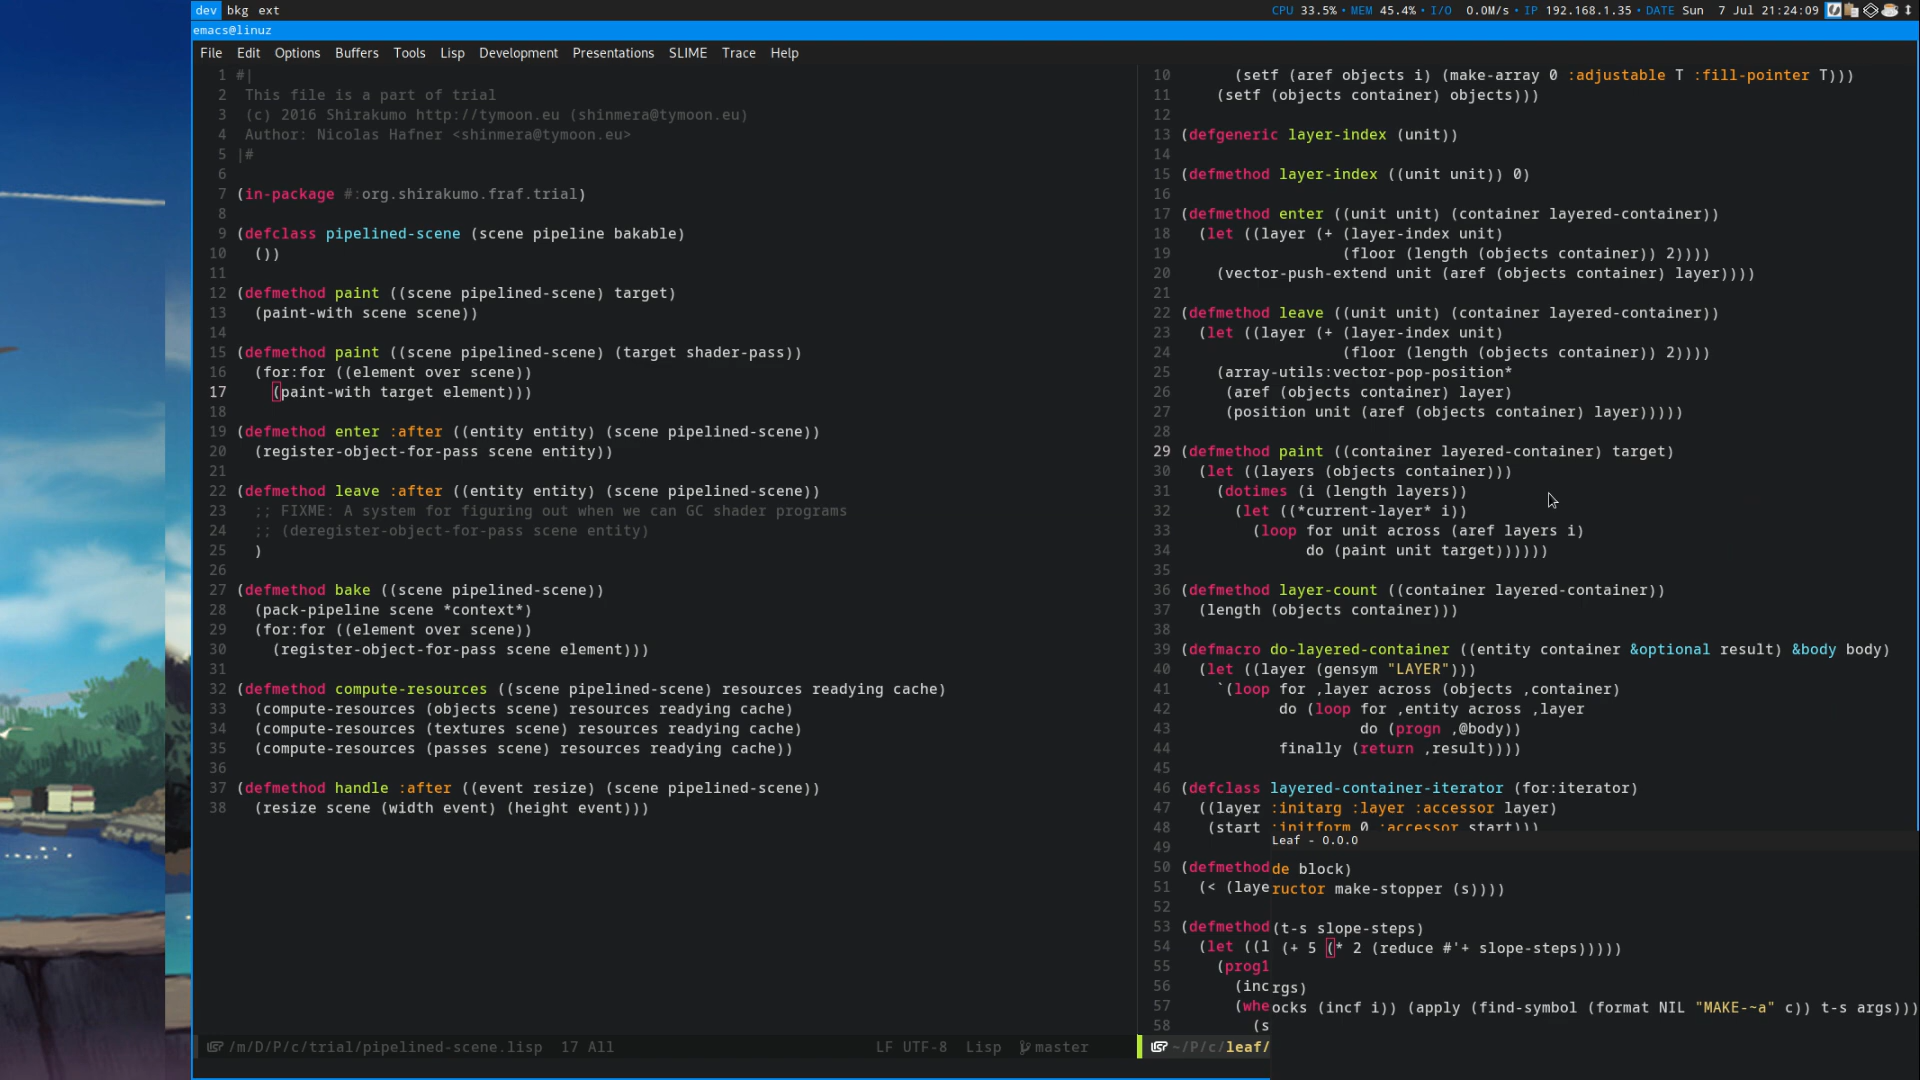 dev bkg ext
CPU 33.5% • MEM 45.4% • I/O 0.0M/s • IP 192.168.1.35 • DATE Sun 7 Jul 21:24:09
emacs@linuz
File Edit Options Buffers Tools Lisp Development Presentations SLIME Trace Help
1 #|
2 This file is a part of trial
3 (c) 2016 Shirakumo http://tymoon.eu (shinmera@tymoon.eu)
4 Author: Nicolas Hafner <shinmera@tymoon.eu>
5 |#
6
7 (in-package #:org.shirakumo.fraf.trial)
8
9 (defclass pipelined-scene (scene pipeline bakable)
10   ())
11
12 (defmethod paint ((scene pipelined-scene) target)
13   (paint-with scene scene))
14
15 (defmethod paint ((scene pipelined-scene) (target shader-pass))
16   (for:for ((element over scene))
17     (paint-with target element)))
18
19 (defmethod enter :after ((entity entity) (scene pipelined-scene))
20   (register-object-for-pass scene entity))
21
22 (defmethod leave :after ((entity entity) (scene pipelined-scene))
23   ;; FIXME: A system for figuring out when we can GC shader programs
24   ;; (deregister-object-for-pass scene entity)
25   )
26
27 (defmethod bake ((scene pipelined-scene))
28   (pack-pipeline scene *context*)
29   (for:for ((element over scene))
30     (register-object-for-pass scene element)))
31
32 (defmethod compute-resources ((scene pipelined-scene) resources readying cache)
33   (compute-resources (objects scene) resources readying cache)
34   (compute-resources (textures scene) resources readying cache)
35   (compute-resources (passes scene) resources readying cache))
36
37 (defmethod handle :after ((event resize) (scene pipelined-scene))
38   (resize scene (width event) (height event)))
/m/D/P/c/trial/pipelined-scene.lisp 17 All LF UTF-8 Lisp master
10       (setf (aref objects i) (make-array 0 :adjustable T :fill-pointer T)))
11     (setf (objects container) objects)))
12
13 (defgeneric layer-index (unit))
14
15 (defmethod layer-index ((unit unit)) 0)
16
17 (defmethod enter ((unit unit) (container layered-container))
18   (let ((layer (+ (layer-index unit)
19                   (floor (length (objects container)) 2))))
20     (vector-push-extend unit (aref (objects container) layer))))
21
22 (defmethod leave ((unit unit) (container layered-container))
23   (let ((layer (+ (layer-index unit)
24                   (floor (length (objects container)) 2))))
25     (array-utils:vector-pop-position*
26      (aref (objects container) layer)
27      (position unit (aref (objects container) layer)))))
28
29 (defmethod paint ((container layered-container) target)
30   (let ((layers (objects container)))
31     (dotimes (i (length layers))
32       (let ((*current-layer* i))
33         (loop for unit across (aref layers i)
34               do (paint unit target))))))
35
36 (defmethod layer-count ((container layered-container))
37   (length (objects container)))
38
39 (defmacro do-layered-container ((entity container &optional result) &body body)
40   (let ((layer (gensym "LAYER")))
41     `(loop for ,layer across (objects ,container)
42            do (loop for ,entity across ,layer
43                     do (progn ,@body))
44            finally (return ,result))))
45
46 (defclass layered-container-iterator (for:iterator)
47   ((layer :initarg :layer :accessor layer)
48    (start :initform 0 :accessor start)))
49
50 (defmethod
51   (< (laye
52
53 (defmethod
54   (let ((l
55     (prog1
56       (inc
57       (whe
58         (s
~/P/c/leaf/
Leaf - 0.0.0
de block)
ructor make-stopper (s))))
(t-s slope-steps)
(+ 5 (* 2 (reduce #'+ slope-steps)))))
rgs)
ocks (incf i)) (apply (find-symbol (format NIL "MAKE-~a" c)) t-s args)))